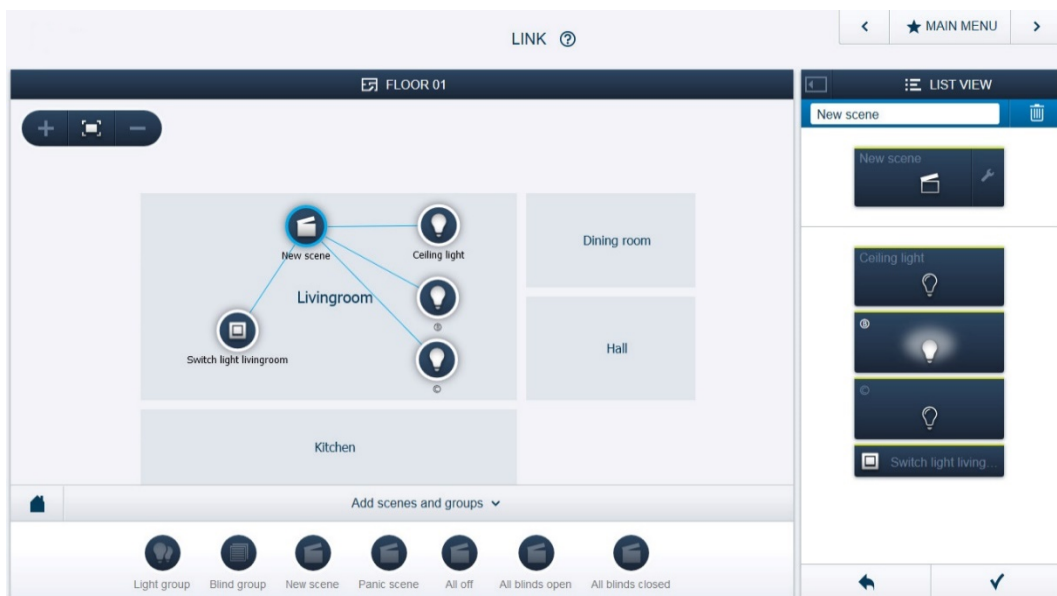 LINK ?
MAIN MENU
FLOOR 01
LIST VIEW
New scene
New scene
Ceiling light
Ⓑ
©
Switch light living...
New scene
Ceiling light
Livingroom
Ⓑ
Switch light livingroom
©
Dining room
Hall
Kitchen
Add scenes and groups
Light group
Blind group
New scene
Panic scene
All off
All blinds open
All blinds closed